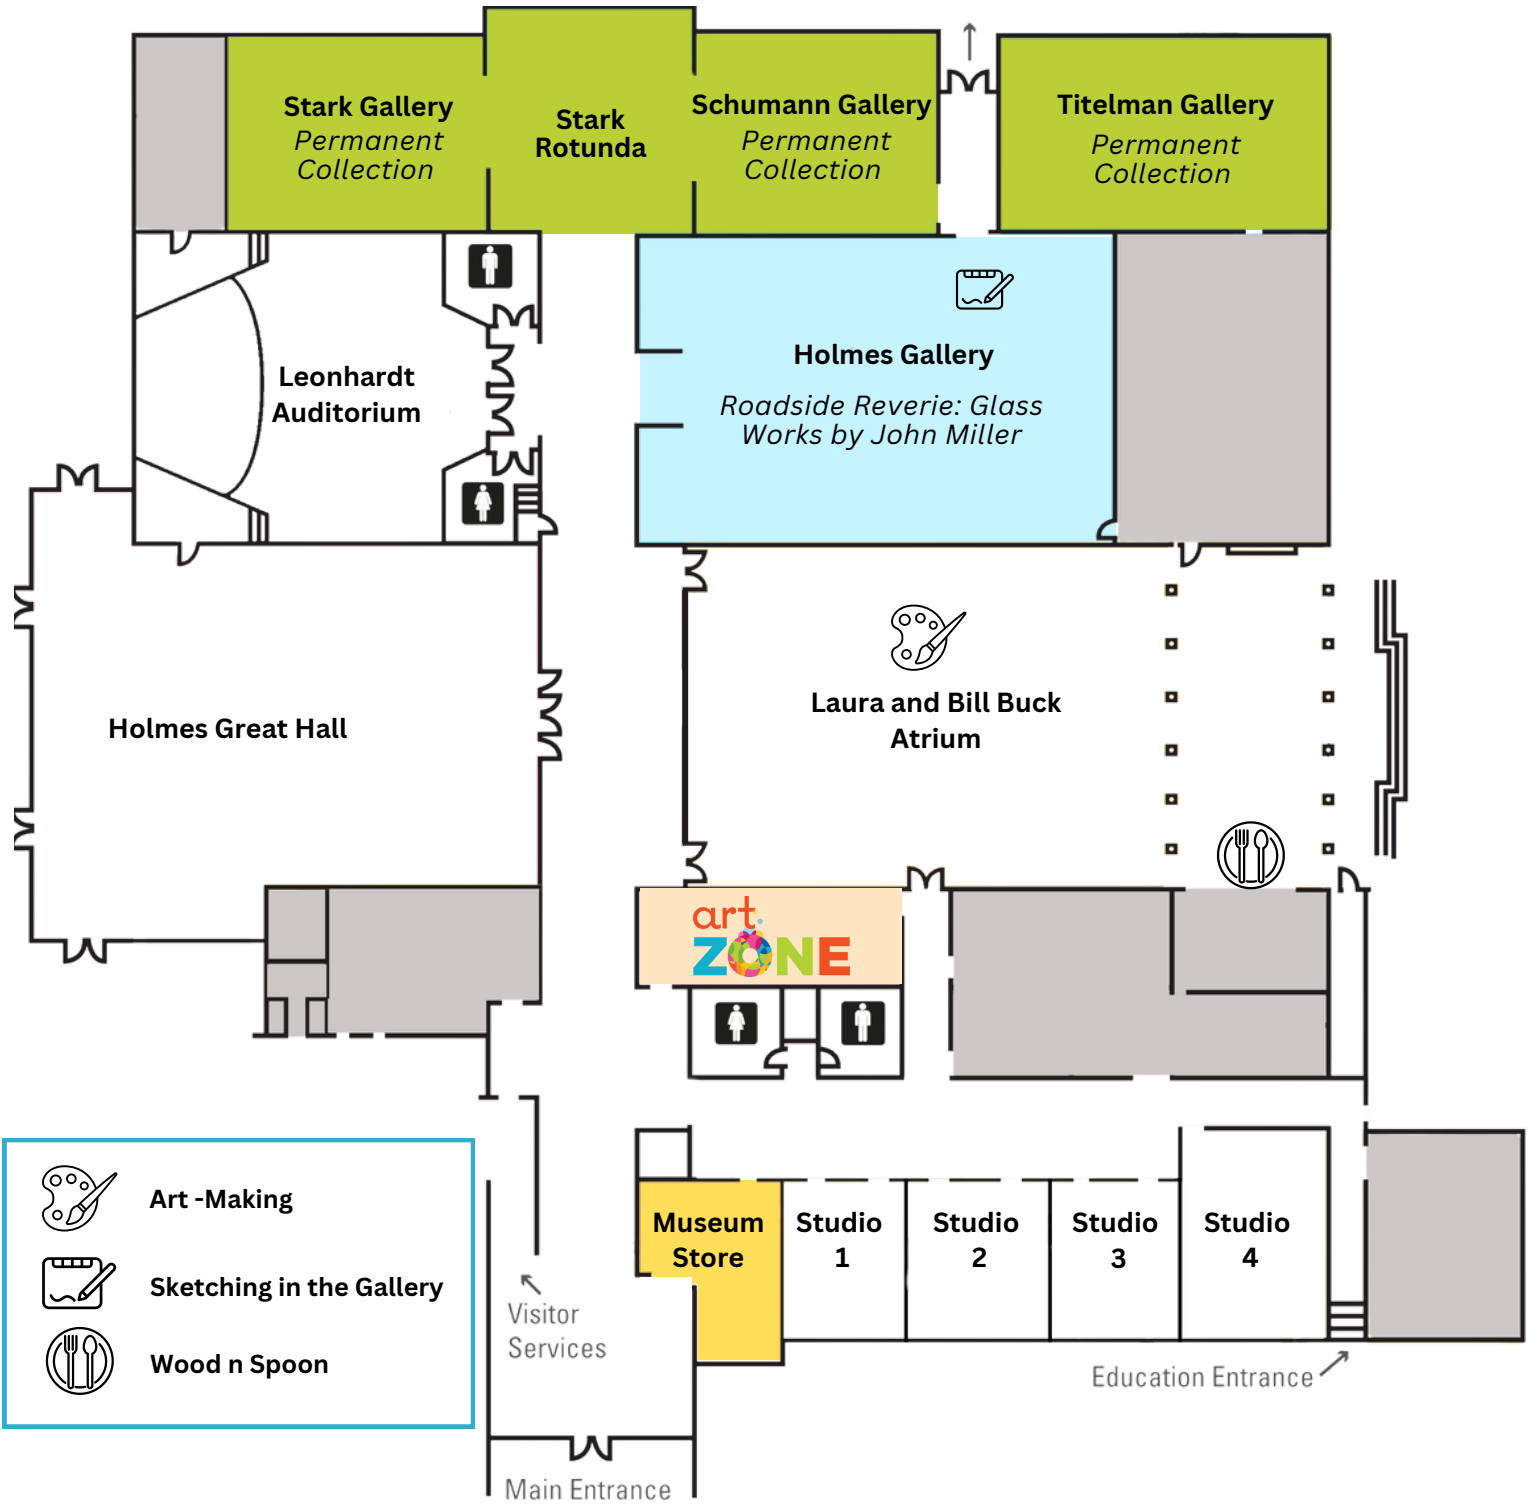 Stark Gallery
Permanent
Collection
Stark
Rotunda
Schumann Gallery
Permanent
Collection
Titelman Gallery
Permanent
Collection
Leonhardt
Auditorium
Holmes Gallery
Roadside Reverie: Glass
Works by John Miller
Holmes Great Hall
Laura and Bill Buck
Atrium
art.
ZONE
Museum
Store
Studio
1
Studio
2
Studio
3
Studio
4
Art -Making
Sketching in the Gallery
Wood n Spoon
Visitor
Services
Education Entrance
Main Entrance